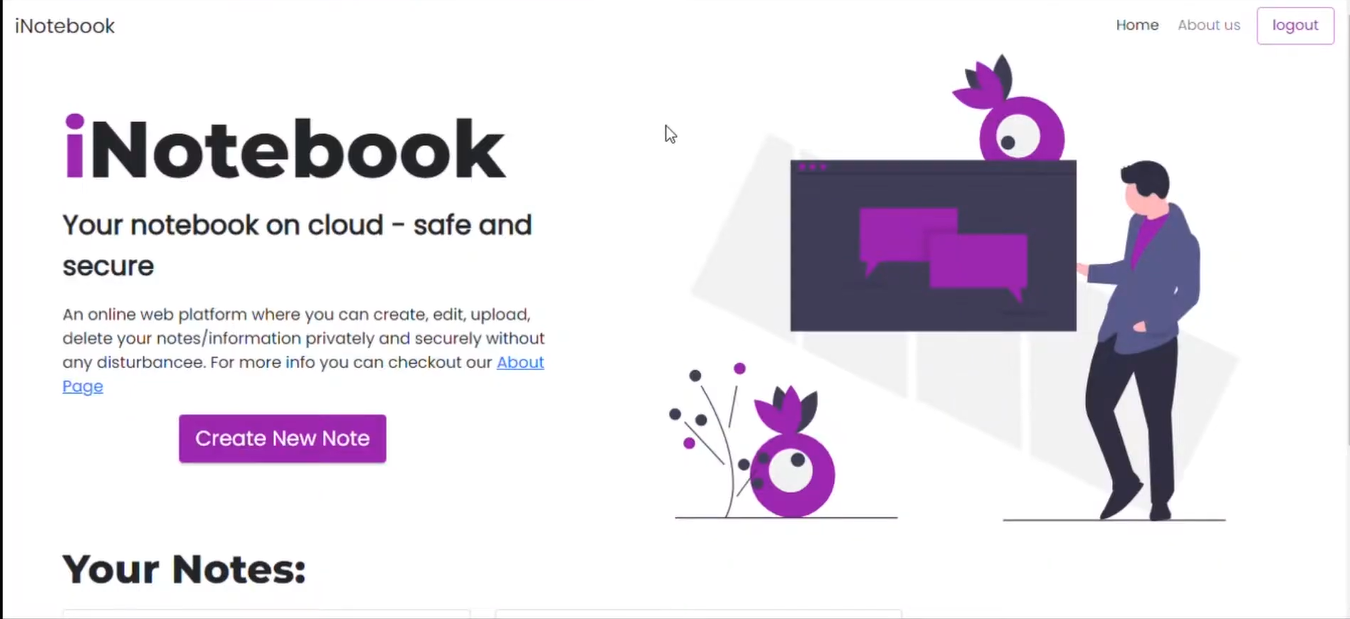 iNotebook
Home About us logout
iNotebook
Your notebook on cloud - safe and
secure
An online web platform where you can create, edit, upload,
delete your notes/information privately and securely without
any disturbancee. For more info you can checkout our About
Page
Create New Note
Your Notes: